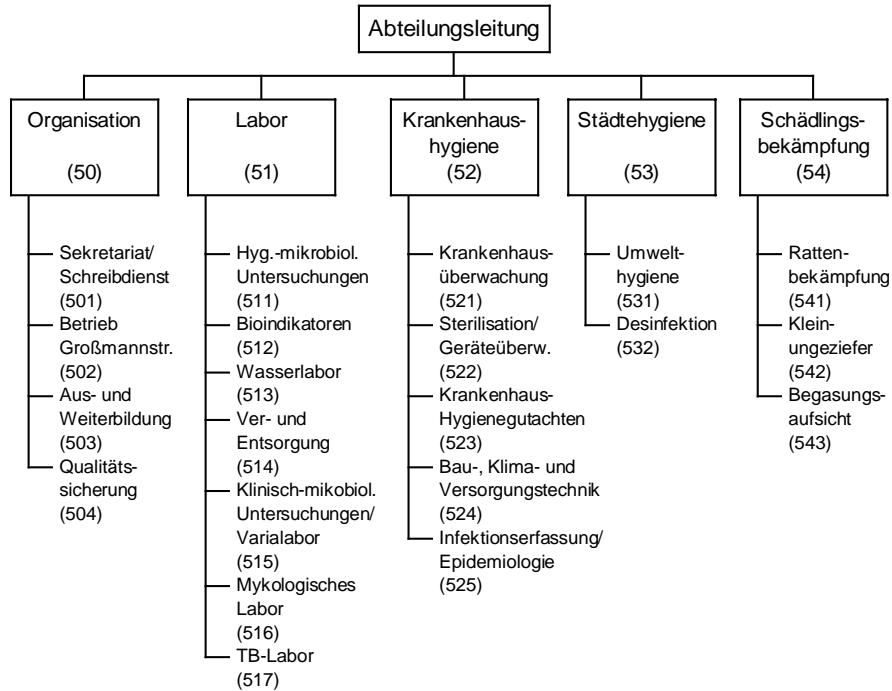 Abteilungsleitung
Organisation
(50)
Labor
(51)
Krankenhaus-
hygiene
(52)
Städtehygiene
(53)
Schädlings-
bekämpfung
(54)
Sekretariat/
Schreibdienst
(501)
Betrieb
Großmannstr.
(502)
Aus- und
Weiterbildung
(503)
Qualitäts-
sicherung
(504)
Hyg.-mikrobiol.
Untersuchungen
(511)
Bioindikatoren
(512)
Wasserlabor
(513)
Ver- und
Entsorgung
(514)
Klinisch-mikobiol.
Untersuchungen/
Varialabor
(515)
Mykologisches
Labor
(516)
TB-Labor
(517)
Krankenhaus-
überwachung
(521)
Sterilisation/
Geräteüberw.
(522)
Krankenhaus-
Hygienegutachten
(523)
Bau-, Klima- und
Versorgungstechnik
(524)
Infektionserfassung/
Epidemiologie
(525)
Umwelt-
hygiene
(531)
Desinfektion
(532)
Ratten-
bekämpfung
(541)
Klein-
ungeziefer
(542)
Begasungs-
aufsicht
(543)